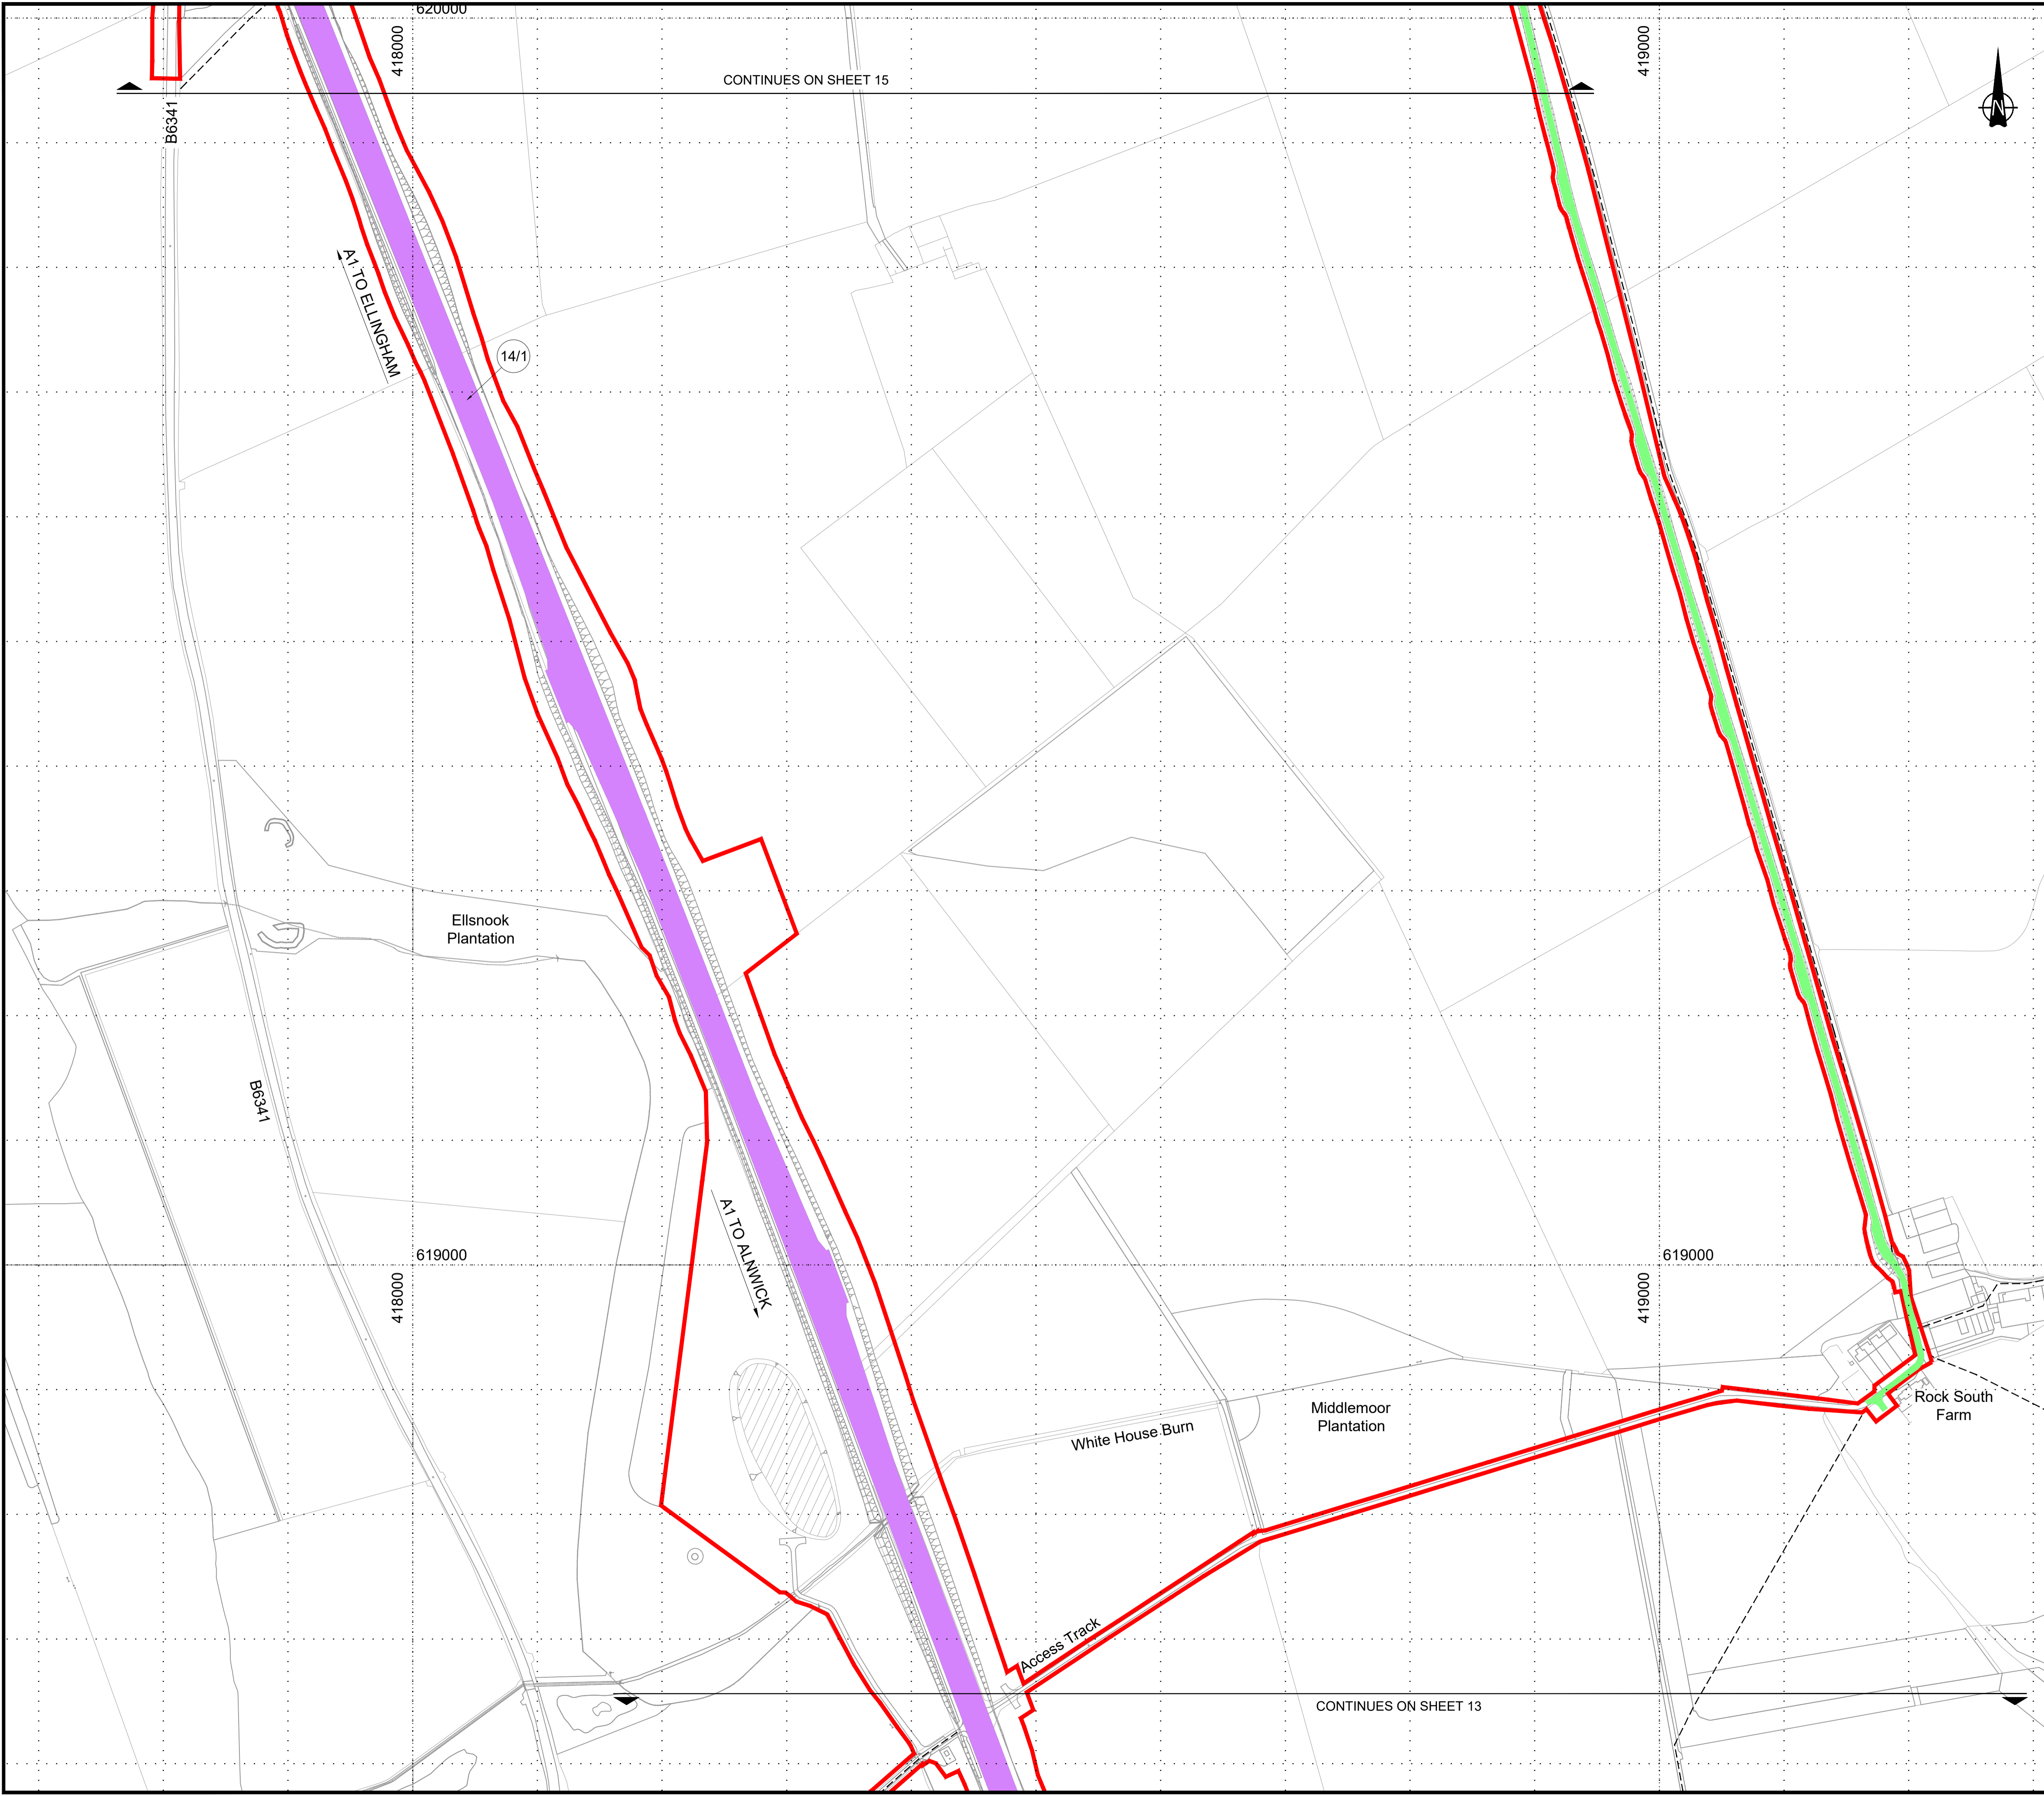 620000
418000
419000
CONTINUES ON SHEET 15
N
B6341
A1 TO ELLINGHAM
14/1
Ellsnook
Plantation
B6341
A1 TO ALNWICK
619000
418000
619000
419000
Rock South
Farm
Middlemoor
Plantation
White House Burn
Access Track
CONTINUES ON SHEET 13